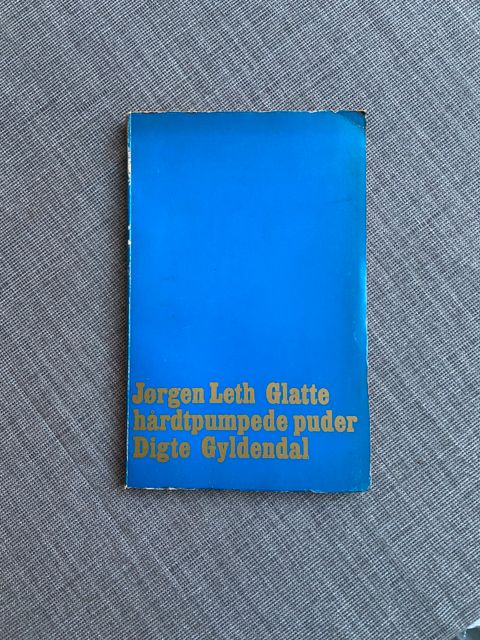 Jørgen Leth Glatte
hårdtpumpede puder
Digte Gyldendal